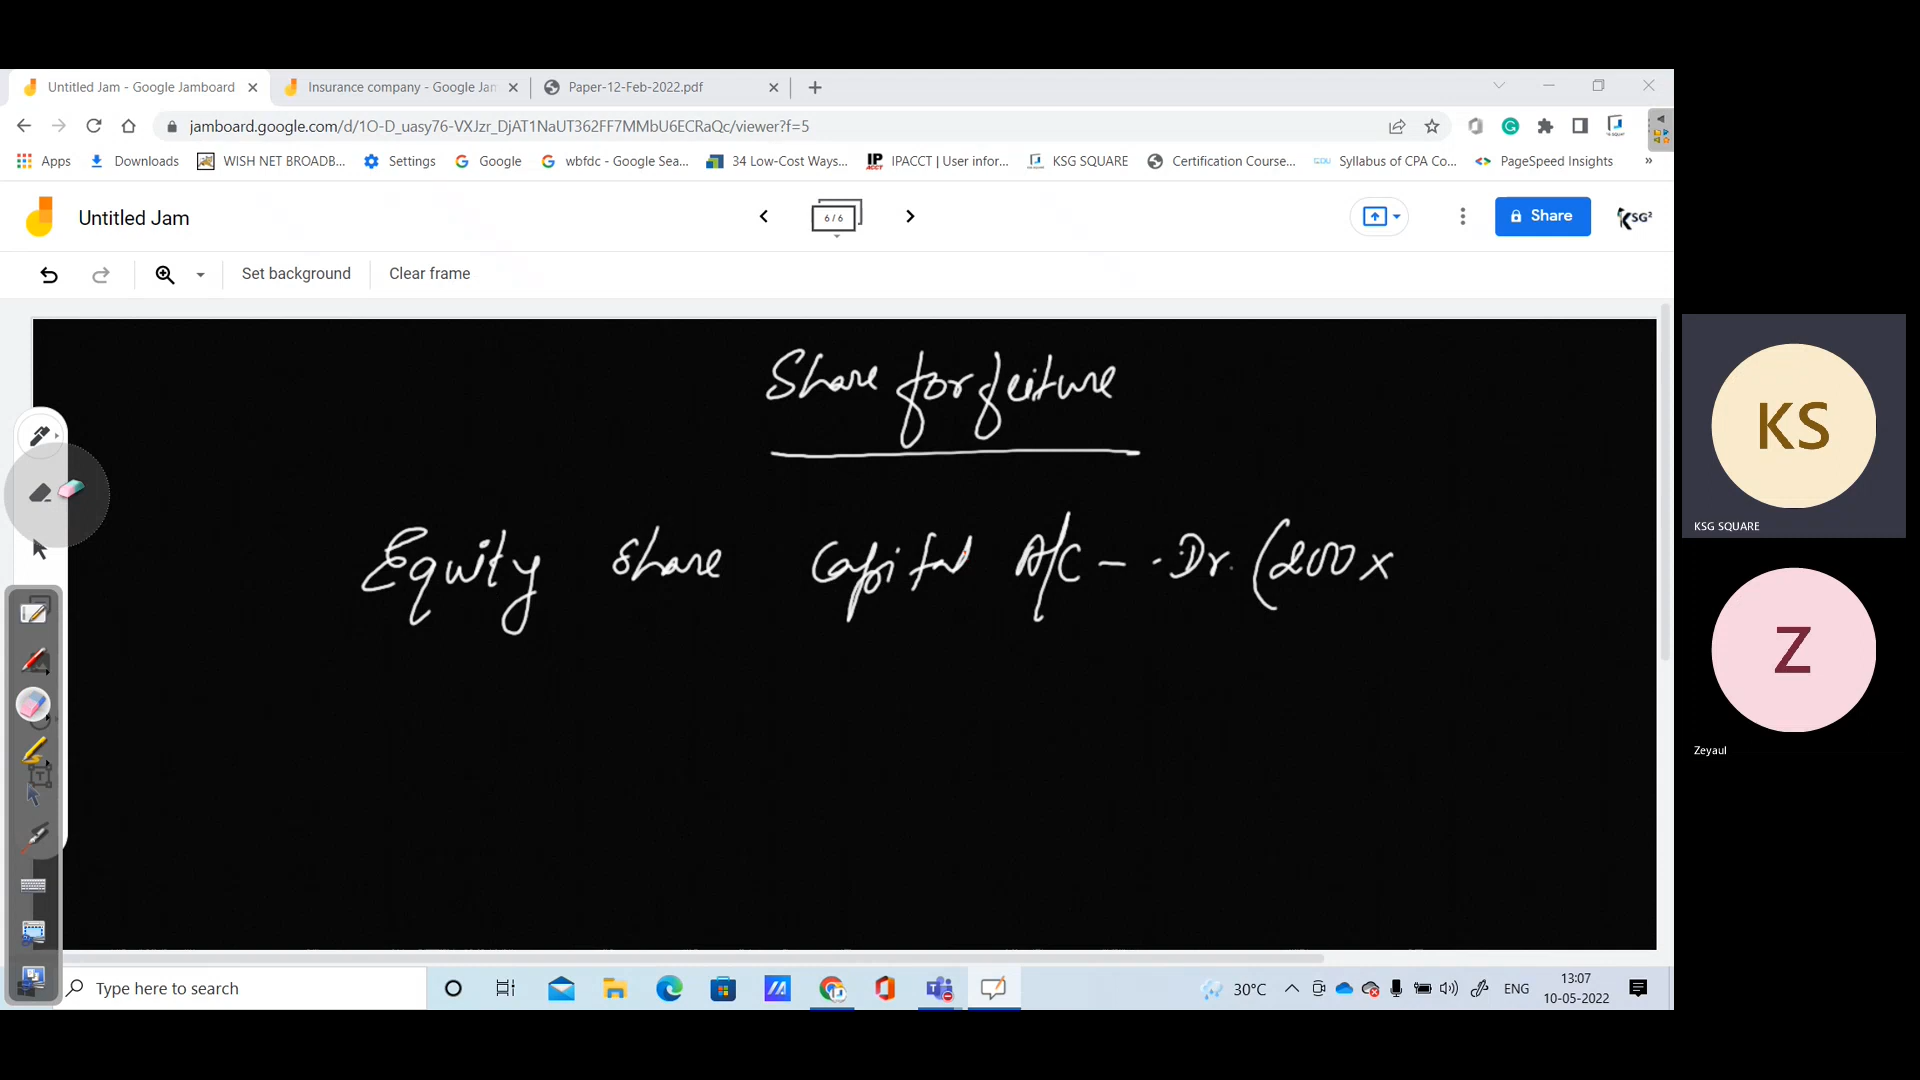 Untitled Jam - Google Jamboard
Insurance company - Google Jam
Paper-12-Feb-2022.pdf
jamboard.google.com/d/1O-D_uasy76-VXJzr_DjAT1NaUT362FF7MMbU6ECRaQc/viewer?f=5
Apps Downloads WISH NET BROADB... Settings Google wbfdc - Google Sea... 34 Low-Cost Ways... IPACCT | User infor... KSG SQUARE Certification Course... Syllabus of CPA Co... PageSpeed Insights »
Untitled Jam
6 / 6
Share
KSG²
Set background Clear frame
Share forfeiture
Equity share Capital A/C - - Dr. (200 x
KS
KSG SQUARE
Z
Zeyaul
Type here to search
30°C
ENG
13:07
10-05-2022